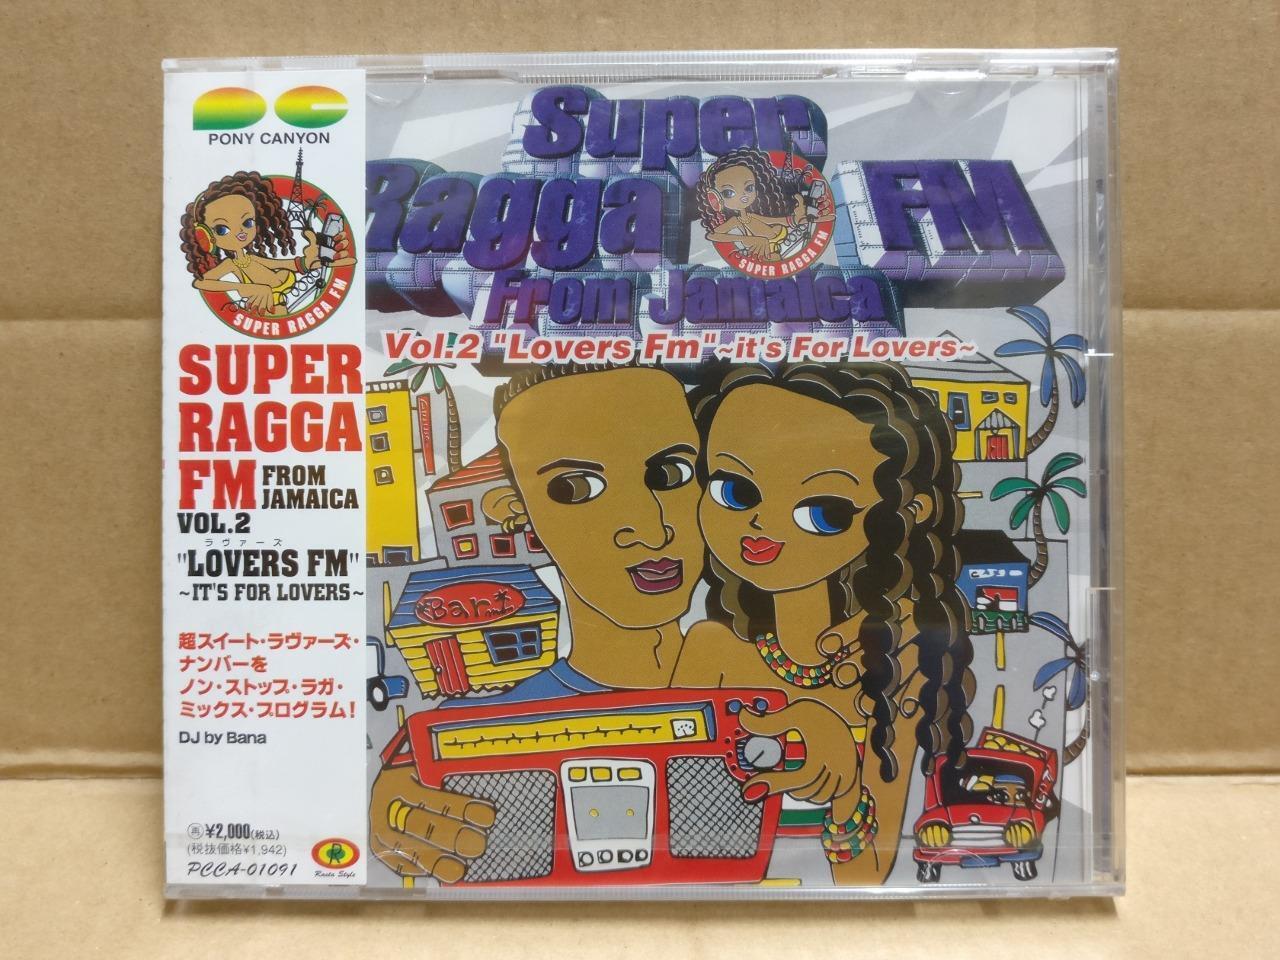 PONY CANYON
SUPER RAGGA FM
SUPER
RAGGA
FM FROM JAMAICA
VOL.2
ラヴァーズ
"LOVERS FM"
~IT'S FOR LOVERS~
超スイート・ラヴァーズ・
ナンバーを
ノン・ストップ・ラガ・
ミックス・プログラム!
DJ by Bana
再 ¥2,000(税込)
(税抜価格¥1,942)
PCCA-01091
R
Rasta Style
Super
Ragga FM
SUPER RAGGA FM
From Jamaica
Vol.2 "Lovers Fm"~it's For Lovers~
Bar